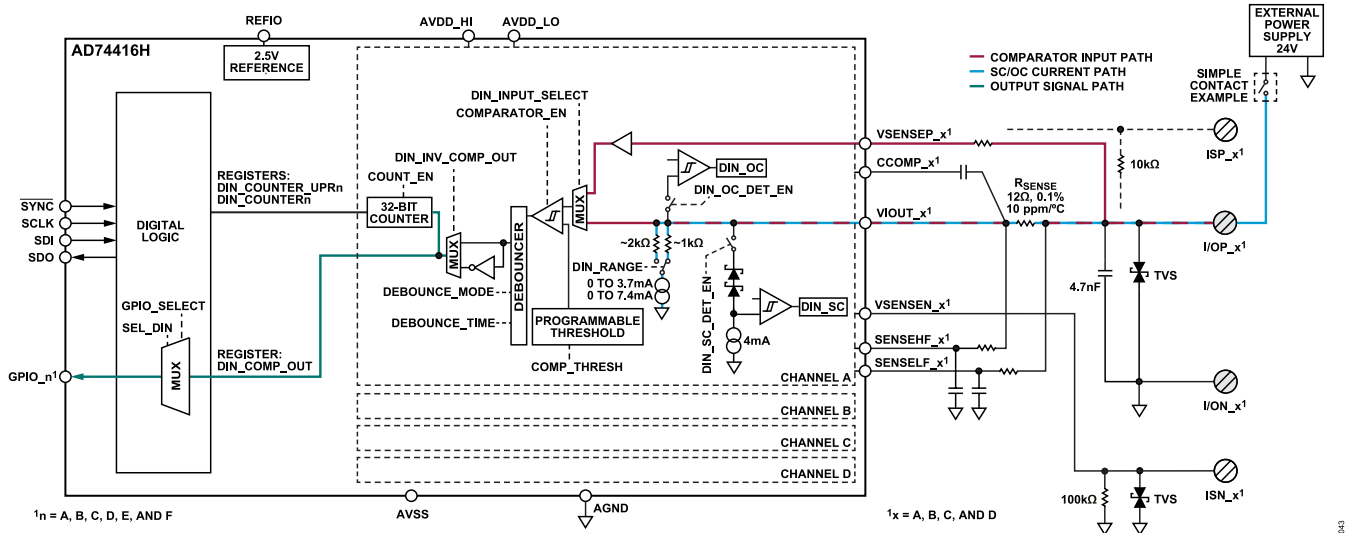 REFIO
AVDD_HI
AVDD_LO
EXTERNAL
POWER
SUPPLY
24V
AD74416H
2.5V
REFERENCE
COMPARATOR INPUT PATH
SC/OC CURRENT PATH
OUTPUT SIGNAL PATH
SIMPLE
CONTACT
EXAMPLE
DIN_INPUT_SELECT
COMPARATOR_EN
DIN_INV_COMP_OUT
COUNT_EN
REGISTERS:
DIN_COUNTER_UPRn
DIN_COUNTERn
32-BIT
COUNTER
MUX
DEBOUNCER
MUX
DIN_OC
DIN_OC_DET_EN
VSENSEP_x1
CCOMP_x1
10kΩ
ISP_x1
RSENSE
12Ω, 0.1%
10 ppm/ºC
SYNC
SCLK
SDI
SDO
DIGITAL
LOGIC
VIOUT_x1
I/OP_x1
~2kΩ
~1kΩ
DIN_RANGE
0 TO 3.7mA
0 TO 7.4mA
DIN_SC_DET_EN
4.7nF
TVS
DEBOUNCE_MODE
DEBOUNCE_TIME
PROGRAMMABLE
THRESHOLD
COMP_THRESH
DIN_SC
4mA
VSENSEN_x1
SENSEHF_x1
SENSELF_x1
GPIO_SELECT
SEL_DIN
MUX
REGISTER:
DIN_COMP_OUT
GPIO_n1
CHANNEL A
CHANNEL B
CHANNEL C
CHANNEL D
I/ON_x1
ISN_x1
100kΩ
TVS
AVSS
AGND
1n = A, B, C, D, E, AND F
1x = A, B, C, AND D
043